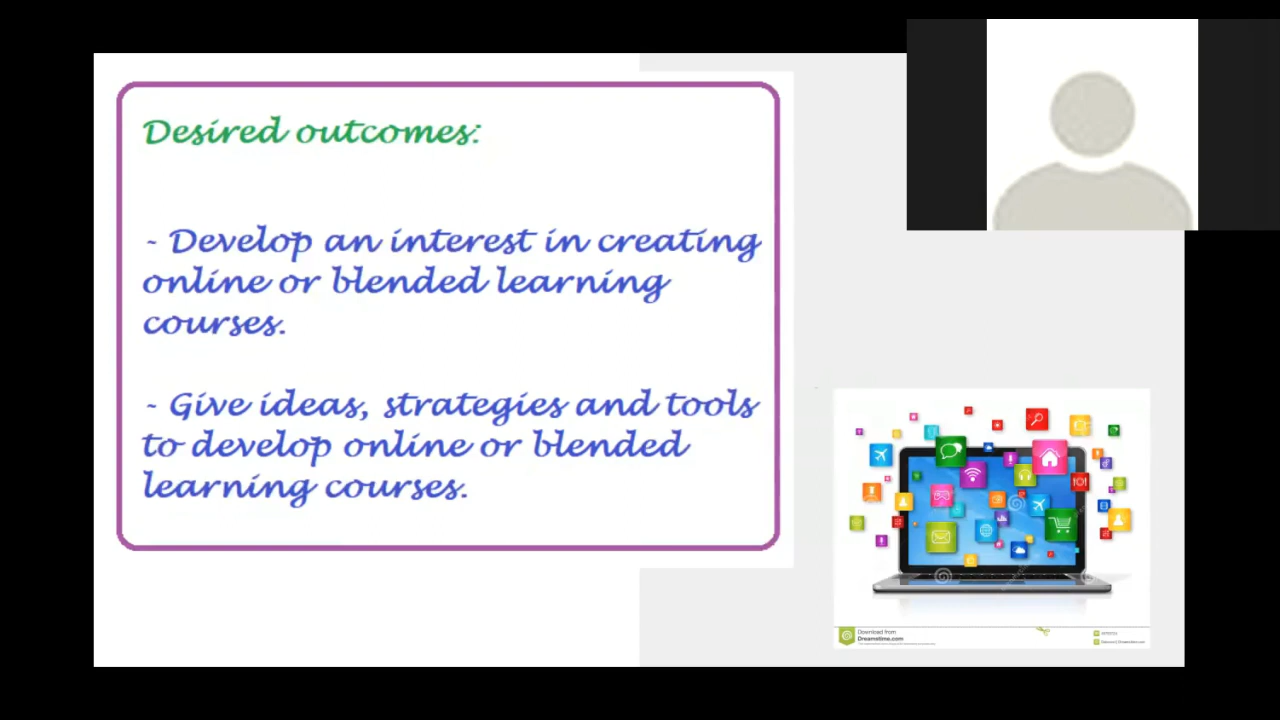 Desired outcomes:
- Develop an interest in creating
online or blended learning
courses.
- Give ideas, strategies and tools
to develop online or blended
learning courses.
Download from
Dreamstime.com